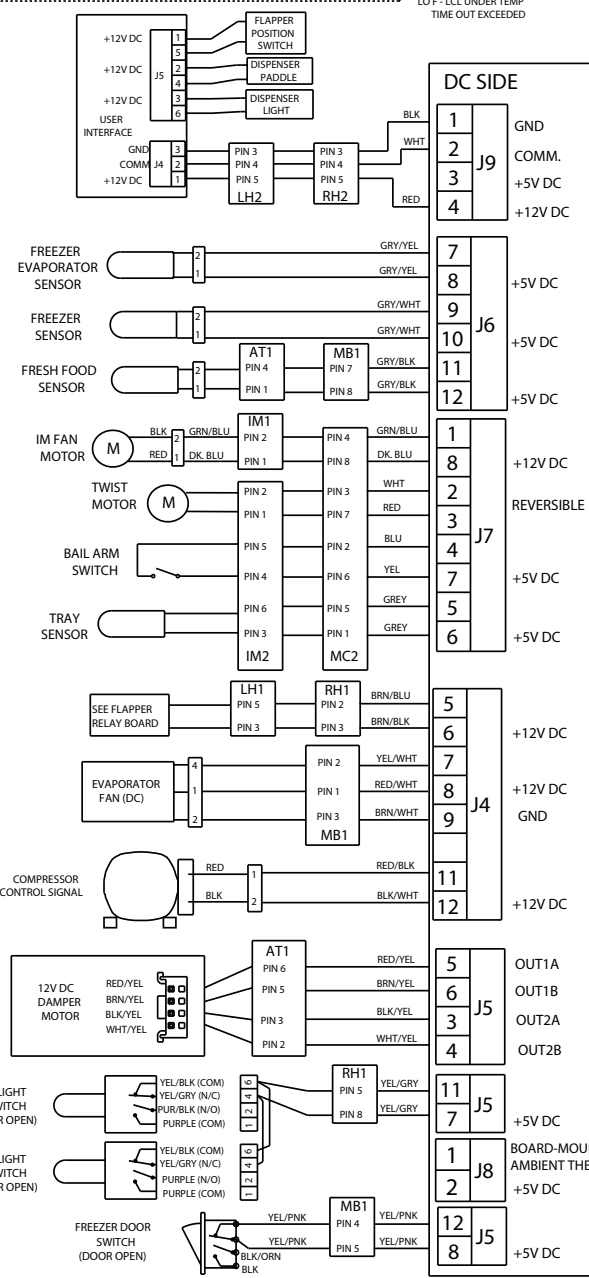 LO F - LCL UNDER TEMP
TIME OUT EXCEEDED
FLAPPER
POSITION
SWITCH
DISPENSER
PADDLE
DISPENSER
LIGHT
+12V DC
+12V DC
+12V DC
1
5
2
4
3
6
J5
USER
INTERFACE
GND
COMM
+12V DC
J4
3
2
1
PIN 3
PIN 4
PIN 5
LH2
PIN 3
PIN 4
PIN 5
RH2
BLK
WHT
RED
DC SIDE
1
2
3
4
J9
GND
COMM.
+5V DC
+12V DC
FREEZER
EVAPORATOR
SENSOR
2
1
GRY/YEL
GRY/YEL
FREEZER
SENSOR
2
1
GRY/WHT
GRY/WHT
FRESH FOOD
SENSOR
2
1
AT1
PIN 4
PIN 1
MB1
PIN 7
PIN 8
GRY/BLK
GRY/BLK
7
8
9
10
11
12
J6
+5V DC
+5V DC
+5V DC
IM FAN
MOTOR
M
BLK
RED
2
1
GRN/BLU
DK. BLU
IM1
PIN 2
PIN 1
TWIST
MOTOR
M
BAIL ARM
SWITCH
TRAY
SENSOR
PIN 2
PIN 1
PIN 5
PIN 4
PIN 6
PIN 3
IM2
PIN 4
PIN 8
PIN 3
PIN 7
PIN 2
PIN 6
PIN 5
PIN 1
MC2
GRN/BLU
DK. BLU
WHT
RED
BLU
YEL
GREY
GREY
1
8
2
3
4
7
5
6
J7
+12V DC
REVERSIBLE
+5V DC
+5V DC
SEE FLAPPER
RELAY BOARD
LH1
PIN 5
PIN 3
RH1
PIN 2
PIN 3
BRN/BLU
BRN/BLK
EVAPORATOR
FAN (DC)
4
1
2
PIN 2
PIN 1
PIN 3
MB1
YEL/WHT
RED/WHT
BRN/WHT
COMPRESSOR
CONTROL SIGNAL
RED
BLK
1
2
RED/BLK
BLK/WHT
5
6
7
8
9
11
12
J4
+12V DC
+12V DC
GND
+12V DC
12V DC
DAMPER
MOTOR
RED/YEL
BRN/YEL
BLK/YEL
WHT/YEL
AT1
PIN 6
PIN 5
PIN 3
PIN 2
RED/YEL
BRN/YEL
BLK/YEL
WHT/YEL
5
6
3
4
J5
OUT1A
OUT1B
OUT2A
OUT2B
LIGHT
YEL/BLK (COM)
YEL/GRY (N/C)
PUR/BLK (N/O)
PURPLE (COM)
6
4
2
1
RH1
PIN 5
PIN 8
YEL/GRY
YEL/GRY
11
7
J5
+5V DC
LIGHT
YEL/BLK (COM)
YEL/GRY (N/C)
PURPLE (N/O)
PURPLE (COM)
6
4
2
1
1
2
J8
+5V DC
FREEZER DOOR
SWITCH
(DOOR OPEN)
YEL/PNK
YEL/PNK
BLK/ORN
BLK
MB1
PIN 4
PIN 5
YEL/PNK
YEL/PNK
12
8
J5
+5V DC